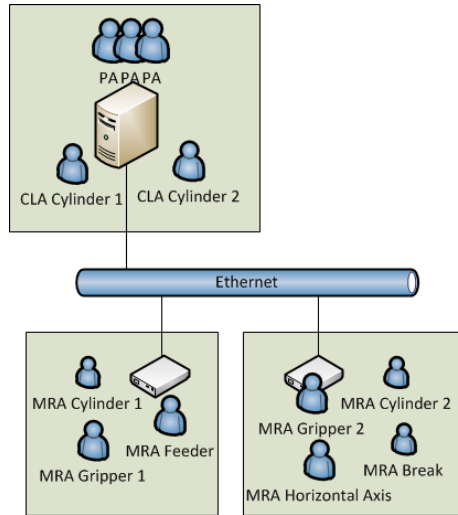 PA PA PA
CLA Cylinder 1
CLA Cylinder 2
Ethernet
MRA Cylinder 1
MRA Feeder
MRA Gripper 1
MRA Cylinder 2
MRA Gripper 2
MRA Break
MRA Horizontal Axis